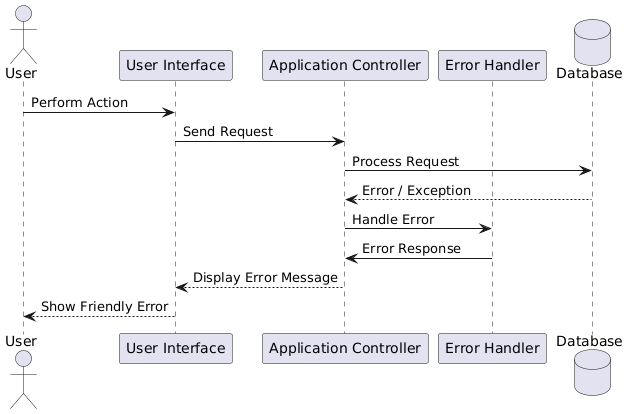 User
User Interface
Application Controller
Error Handler
Database
Perform Action
Send Request
Process Request
Error / Exception
Handle Error
Error Response
Display Error Message
Show Friendly Error
User
User Interface
Application Controller
Error Handler
Database